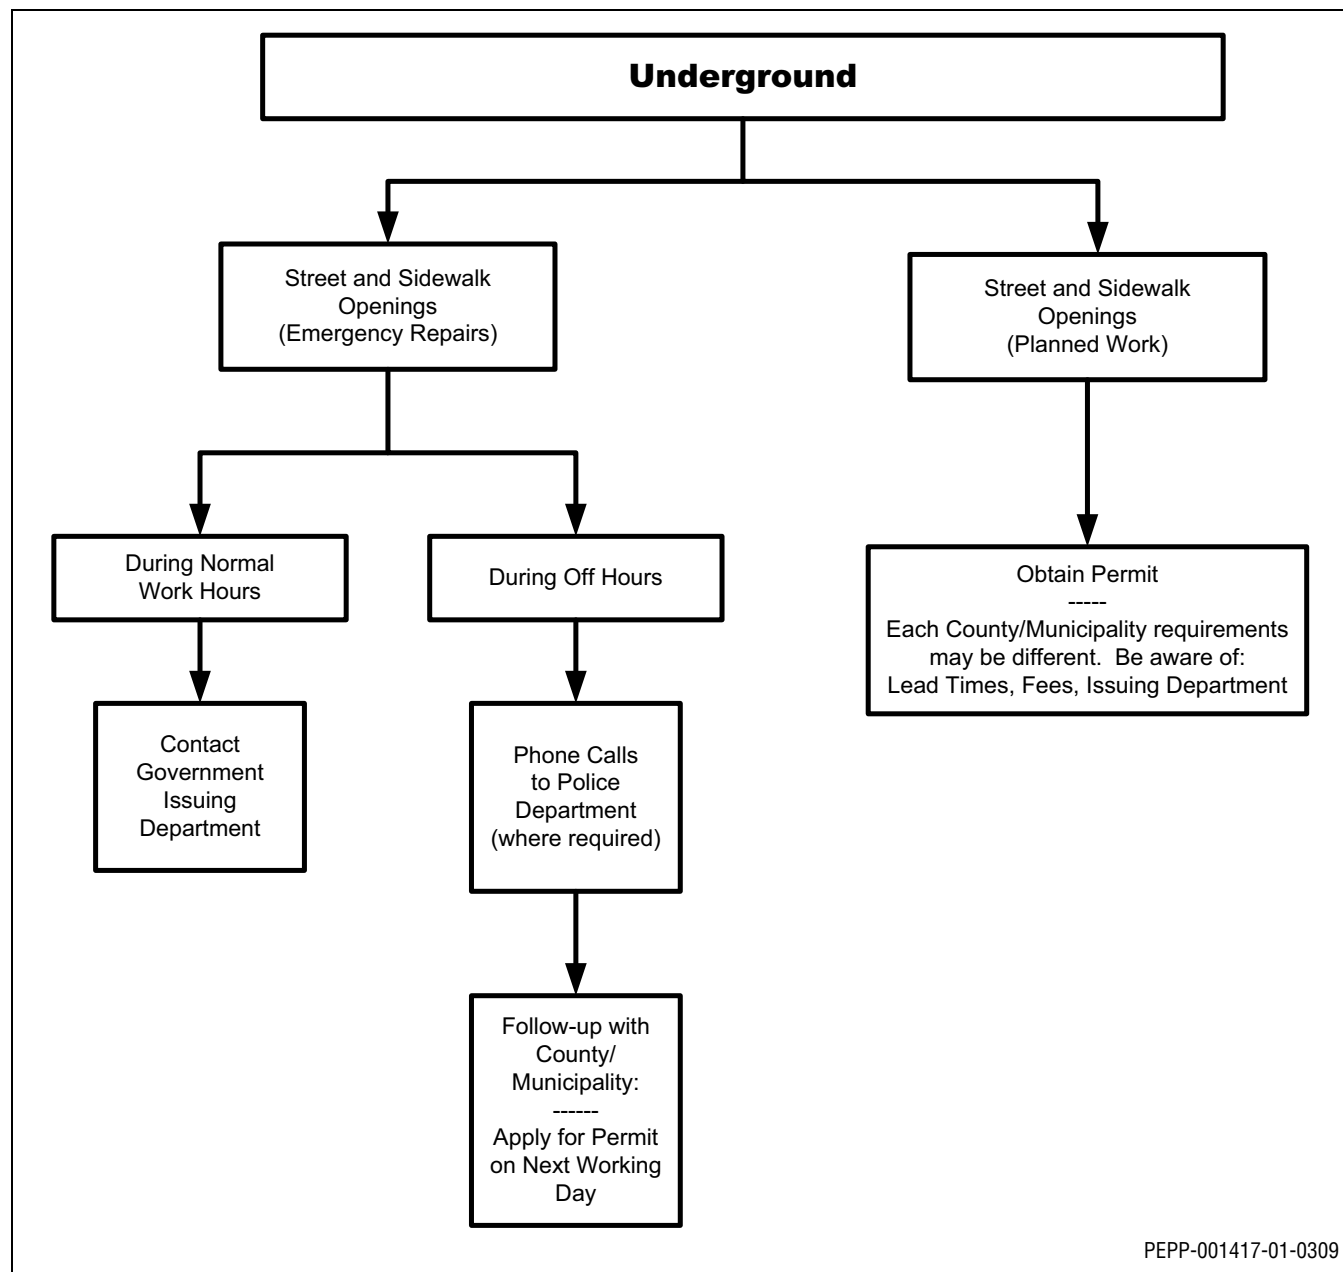 Underground
Street and Sidewalk
Openings
(Emergency Repairs)
Street and Sidewalk
Openings
(Planned Work)
During Normal
Work Hours
During Off Hours
Obtain Permit
-----
Each County/Municipality requirements
may be different.  Be aware of:
Lead Times, Fees, Issuing Department
Contact
Government
Issuing
Department
Phone Calls
to Police
Department
(where required)
Follow-up with
County/
Municipality:
------
Apply for Permit
on Next Working
Day
PEPP-001417-01-0309